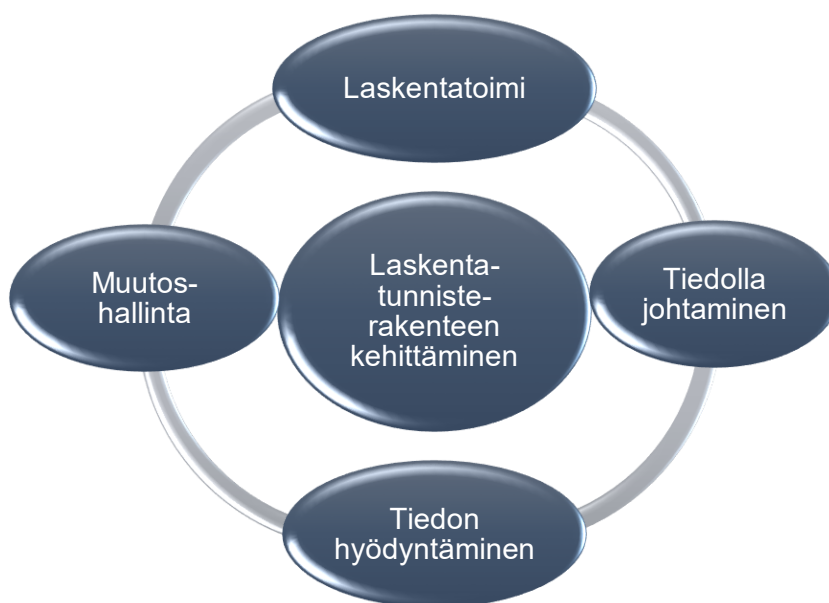 Laskentatoimi
Muutos-
hallinta
Laskenta-
tunniste-
rakenteen
kehittäminen
Tiedolla
johtaminen
Tiedon
hyödyntäminen